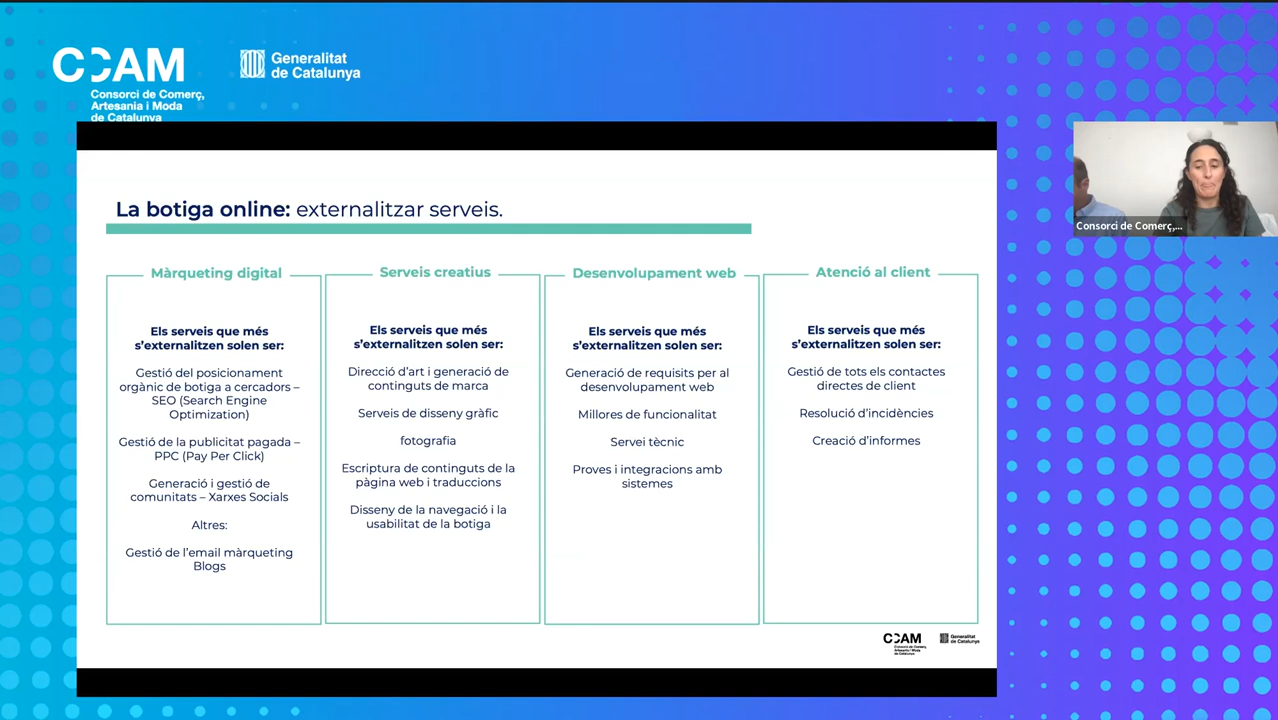 CCAM
Consorci de Comerç,
Artesania i Moda
de Catalunya
Generalitat
de Catalunya
La botiga online: externalitzar serveis.
Màrqueting digital
Els serveis que més
s'externalitzen solen ser:
Gestió del posicionament
orgànic de botiga a cercadors –
SEO (Search Engine
Optimization)
Gestió de la publicitat pagada –
PPC (Pay Per Click)
Generació i gestió de
comunitats – Xarxes Socials
Altres:
Gestió de l'email màrqueting
Blogs
Serveis creatius
Els serveis que més
s'externalitzen solen ser:
Direcció d'art i generació de
continguts de marca
Serveis de disseny gràfic
fotografia
Escriptura de continguts de la
pàgina web i traduccions
Disseny de la navegació i la
usabilitat de la botiga
Desenvolupament web
Els serveis que més
s'externalitzen solen ser:
Generació de requisits per al
desenvolupament web
Millores de funcionalitat
Servei tècnic
Proves i integracions amb
sistemes
Atenció al client
Els serveis que més
s'externalitzen solen ser:
Gestió de tots els contactes
directes de client
Resolució d'incidències
Creació d'informes
Consorci de Comerç,...
CCAM
Consorci de Comerç,
Artesania i Moda
de Catalunya
Generalitat
de Catalunya